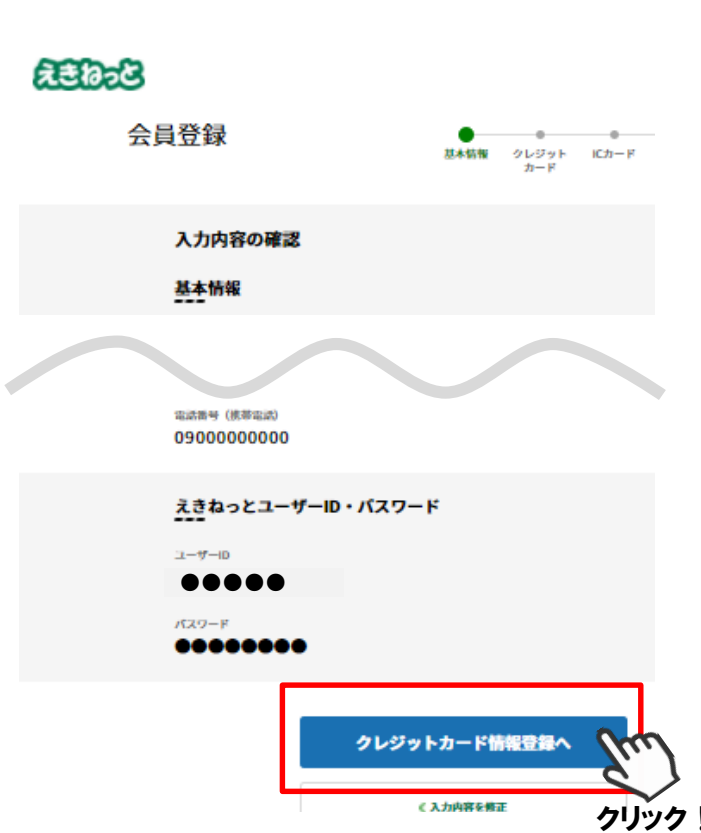 えきねっと
会員登録
基本情報
クレジット
カード
ICカード
入力内容の確認
基本情報
電話番号（携帯電話）
09000000000
えきねっとユーザーID・パスワード
ユーザーID
●●●●●
パスワード
●●●●●●●●
クレジットカード情報登録へ
く入力内容を修正
クリック！